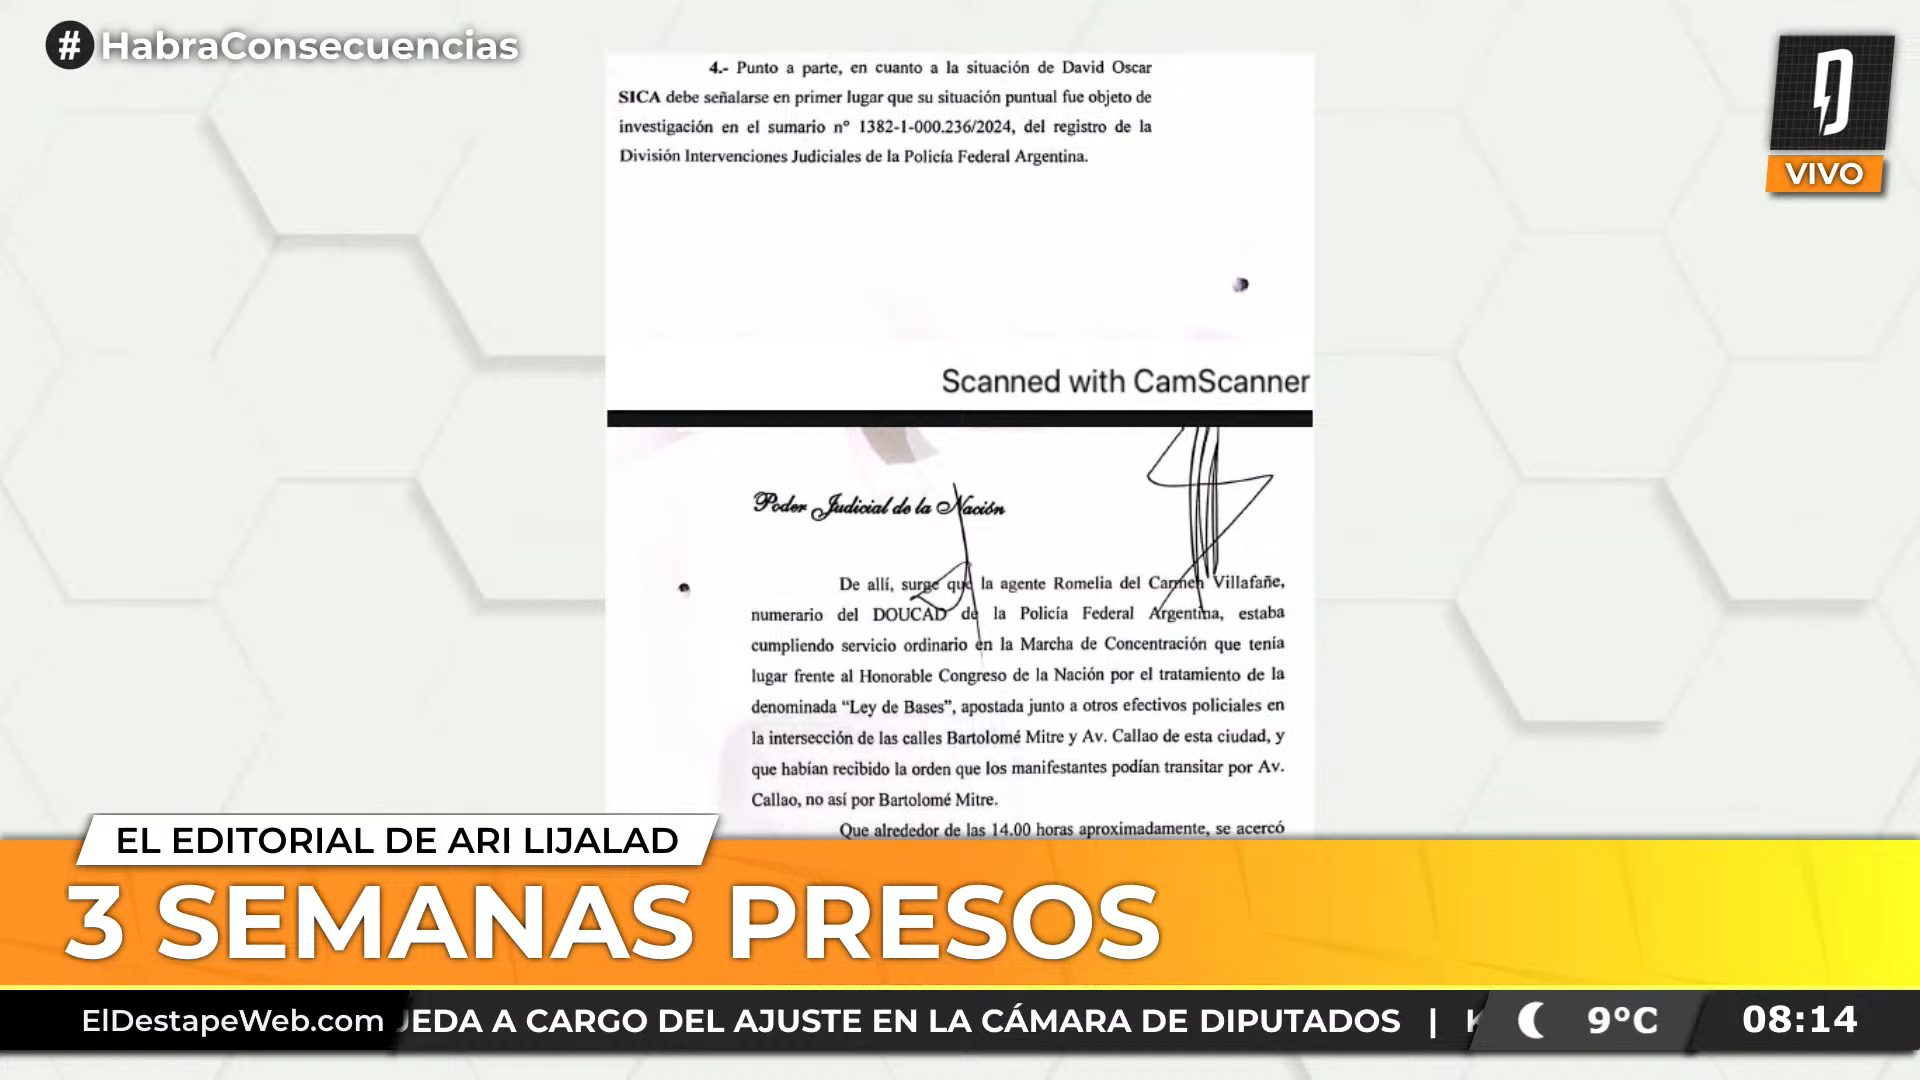 #HabraConsecuencias
4.- Punto a parte, en cuanto a la situación de David Oscar
SICA debe señalarse en primer lugar que su situación puntual fue objeto de
investigación en el sumario nº 1382-1-000.236/2024, del registro de la
División Intervenciones Judiciales de la Policía Federal Argentina.
VIVO
Scanned with CamScanner
Poder Judicial de la Nación
De allí, surge que la agente Romelia del Carmen Villafañe,
numerario del DOUCAD de la Policía Federal Argentina, estaba
cumpliendo servicio ordinario en la Marcha de Concentración que tenía
lugar frente al Honorable Congreso de la Nación por el tratamiento de la
denominada “Ley de Bases”, apostada junto a otros efectivos policiales en
la intersección de las calles Bartolomé Mitre y Av. Callao de esta ciudad, y
que habían recibido la orden que los manifestantes podían transitar por Av.
Callao, no así por Bartolomé Mitre.
Que alrededor de las 14.00 horas aproximadamente, se acercó
EL EDITORIAL DE ARI LIJALAD
3 SEMANAS PRESOS
ElDestapeWeb.com
A CARGO DEL AJUSTE EN LA CÁMARA DE DIPUTADOS |
9°C
08:14